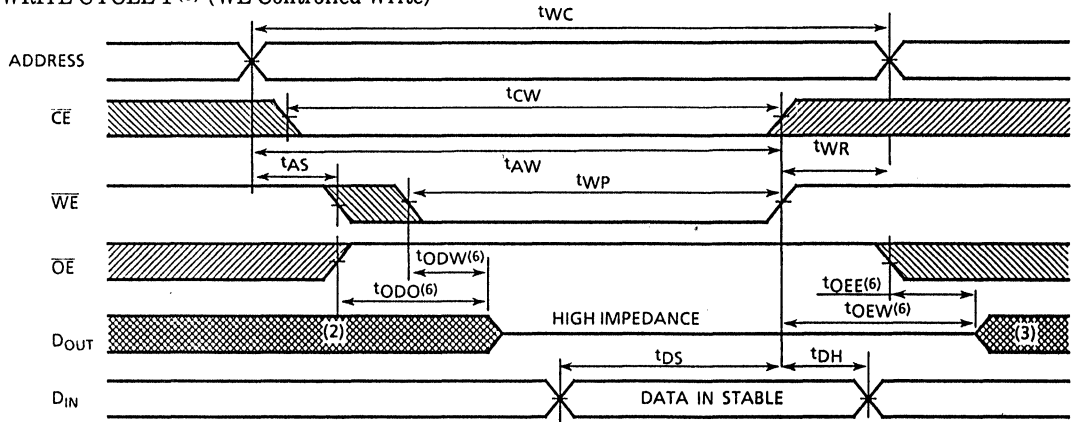 WRITE CYCLE 1 (5) (WE Controlled Write)
tWC
ADDRESS
tCW
CE
tWR
tAS
tAW
tWP
WE
OE
tODW(6)
tOEE(6)
tODO(6)
tOEW(6)
HIGH IMPEDANCE
(2)
(3)
DOUT
tDS
tDH
DIN
DATA IN STABLE